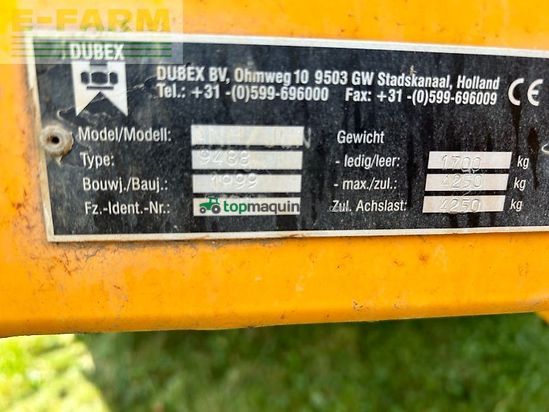 E-FARM
DUBEX
DUBEX BV, Ohmweg 10 9503 GW Stadskanaal, Holland
Tel.: +31 -(0)599-696000 Fax: +31 -(0)599-696009
CE
Model/Modell:
Type: 9488
Bouwj./Bauj.: 1999
Fz.-Ident.-Nr.: topmaquin
Gewicht
- ledig/leer: 1700 kg
- max./zul.: 4250 kg
Zul. Achslast: 4250 kg